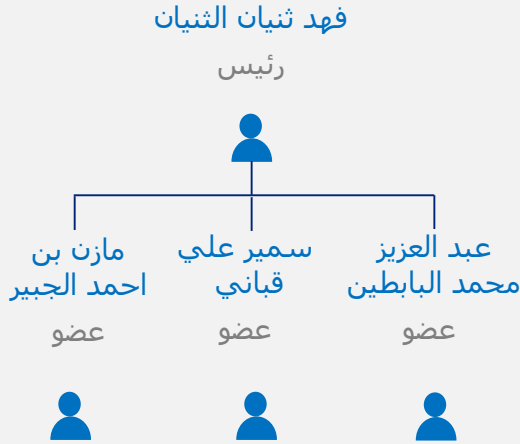 فهد ثنيان الثنيان
رئيس
عبد العزيز
محمد البابطين
عضو
سمير علي
قباني
عضو
مازن بن
احمد الجبير
عضو